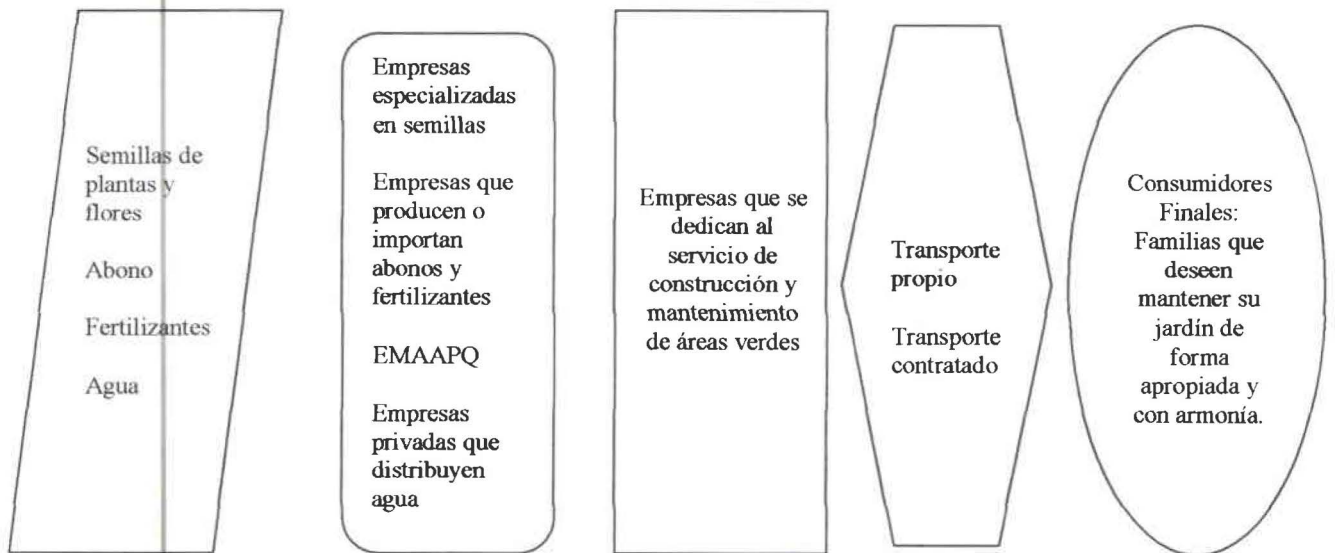 Semillas de
plantas y
flores
Abono
Fertilizantes
Agua
Empresas
especializadas
en semillas
Empresas que
producen o
importan
abonos y
fertilizantes
EMAAPQ
Empresas
privadas que
distribuyen
agua
Empresas que se
dedican al
servicio de
construcción y
mantenimiento
de áreas verdes
Transporte
propio
Transporte
contratado
Consumidores
Finales:
Familias que
deseen
mantener su
jardín de
forma
apropiada y
con armonía.